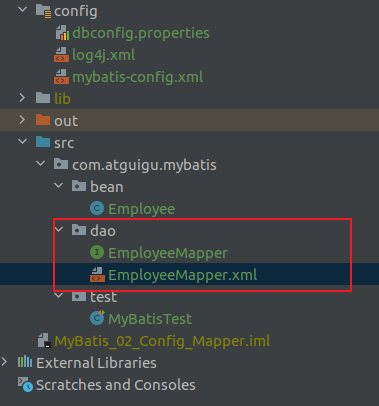 config
dbconfig.properties
log4j.xml
mybatis-config.xml
lib
out
src
com.atguigu.mybatis
bean
Employee
dao
EmployeeMapper
EmployeeMapper.xml
test
MyBatisTest
MyBatis_02_Config_Mapper.iml
External Libraries
Scratches and Consoles